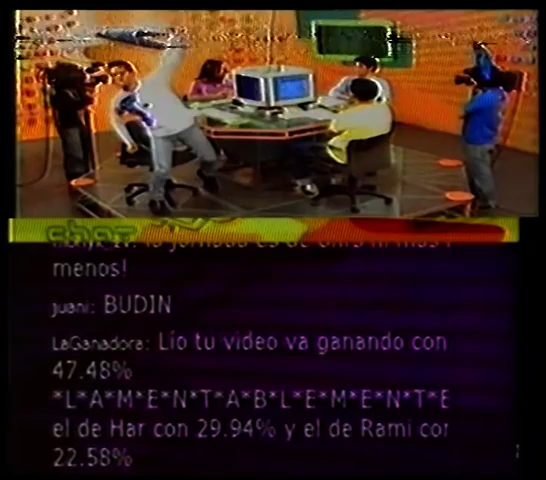 menos!
juani: BUDIN
LaGanadora: Lío tu video va ganando con
47.48%
*L*A*M*E*N*T*A*B*L*E*M*E*N*T*E
el de Har con 29.94% y el de Rami con
22.58%